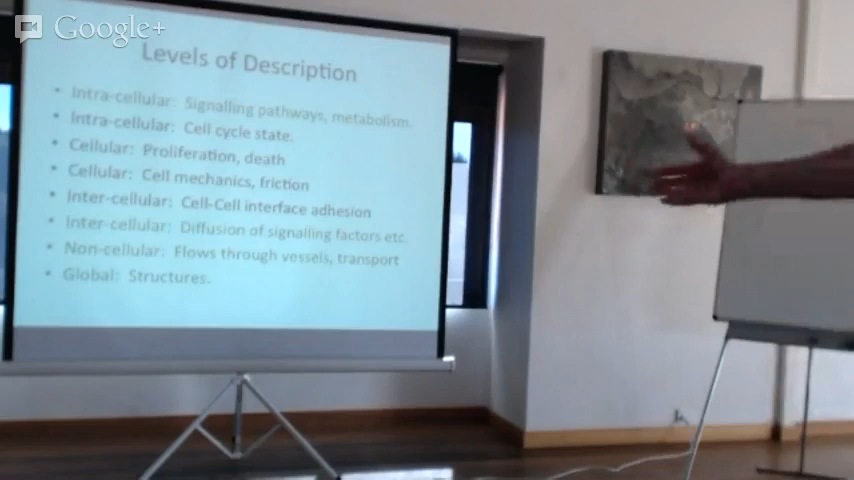 Google+
Levels of Description
• Intra-cellular: Signalling pathways, metabolism.
• Intra-cellular: Cell cycle state.
• Cellular: Proliferation, death
• Cellular: Cell mechanics, friction
• Inter-cellular: Cell-Cell interface adhesion
• Inter-cellular: Diffusion of signalling factors etc.
• Non-cellular: Flows through vessels, transport
• Global: Structures.